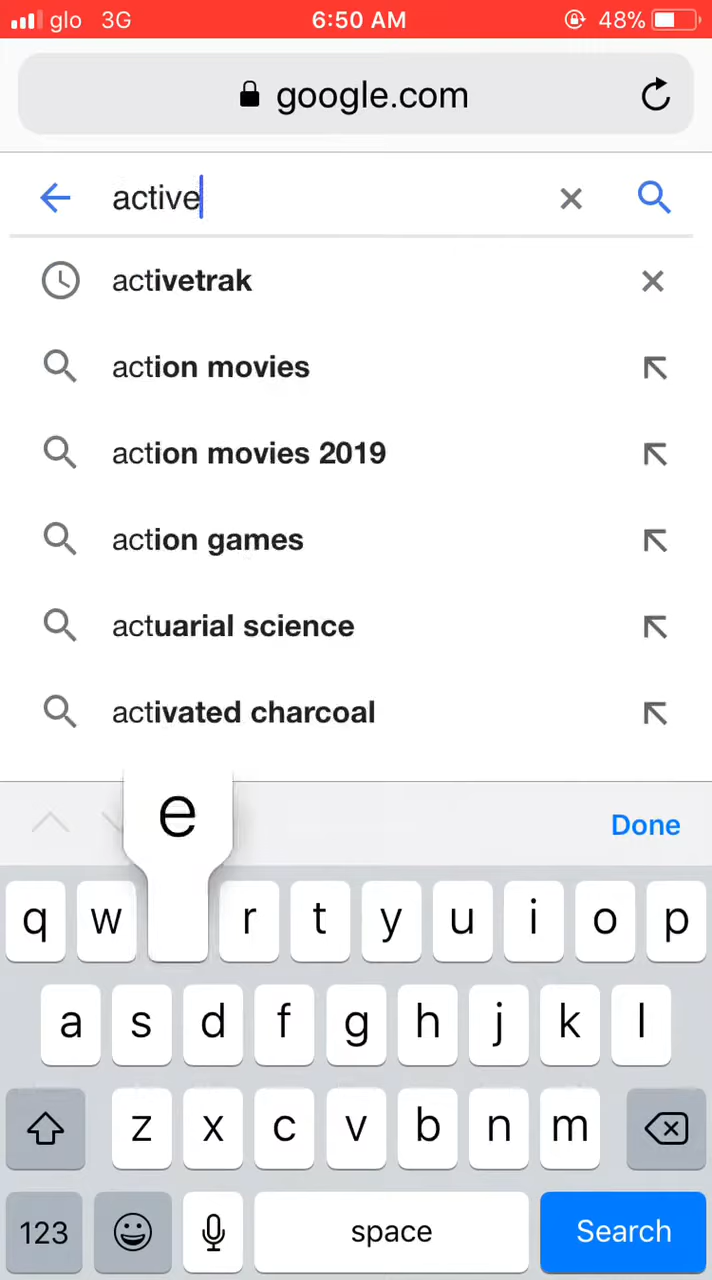 glo 3G 6:50 AM 48%
google.com
active
activetrak
action movies
action movies 2019
action games
actuarial science
activated charcoal
e
Done
q w r t y u i o p
a s d f g h j k l
z x c v b n m
123 space Search